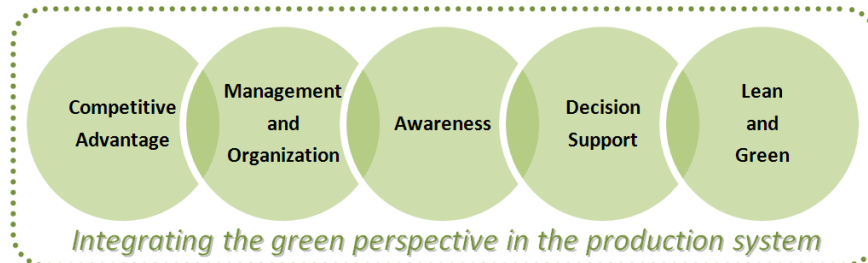 Competitive
Advantage
Management
and
Organization
Awareness
Decision
Support
Lean
and
Green
Integrating the green perspective in the production system